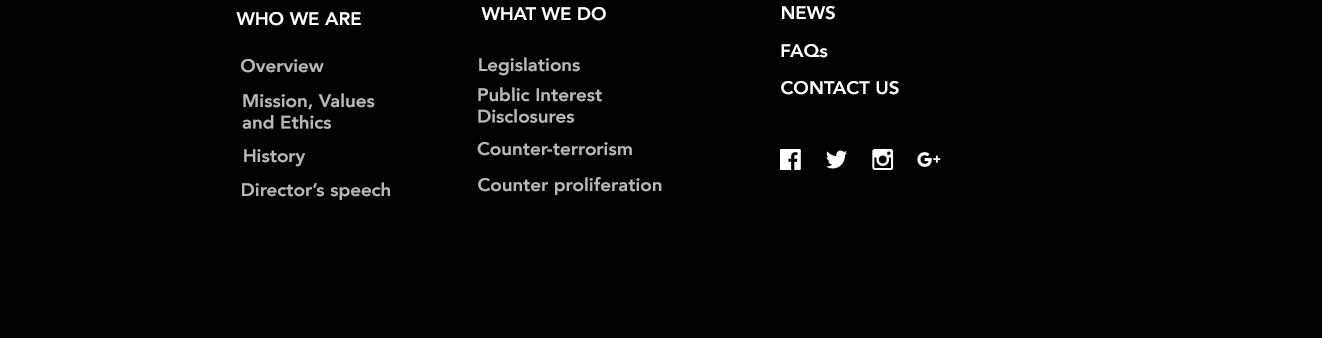 WHO WE ARE
Overview
Mission, Values
and Ethics
History
Director's speech
WHAT WE DO
Legislations
Public Interest
Disclosures
Counter-terrorism
Counter proliferation
NEWS
FAQs
CONTACT US
G+